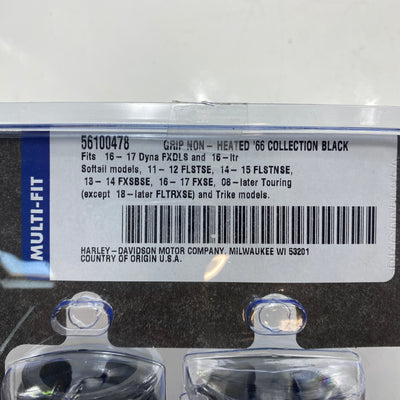 56100478 GRIP NON - HEATED '66 COLLECTION BLACK
Fits 16 - 17 Dyna FXDLS and 16 - ltr
Softail models, 11 - 12 FLSTSE, 14 - 15 FLSTNSE,
13 - 14 FXSBSE, 16 - 17 FXSE, 08 - later Touring
(except 18 - later FLTRXSE) and Trike models.
HARLEY - DAVIDSON MOTOR COMPANY, MILWAUKEE WI 53201
COUNTRY OF ORIGIN U.S.A.
MULTI-FIT